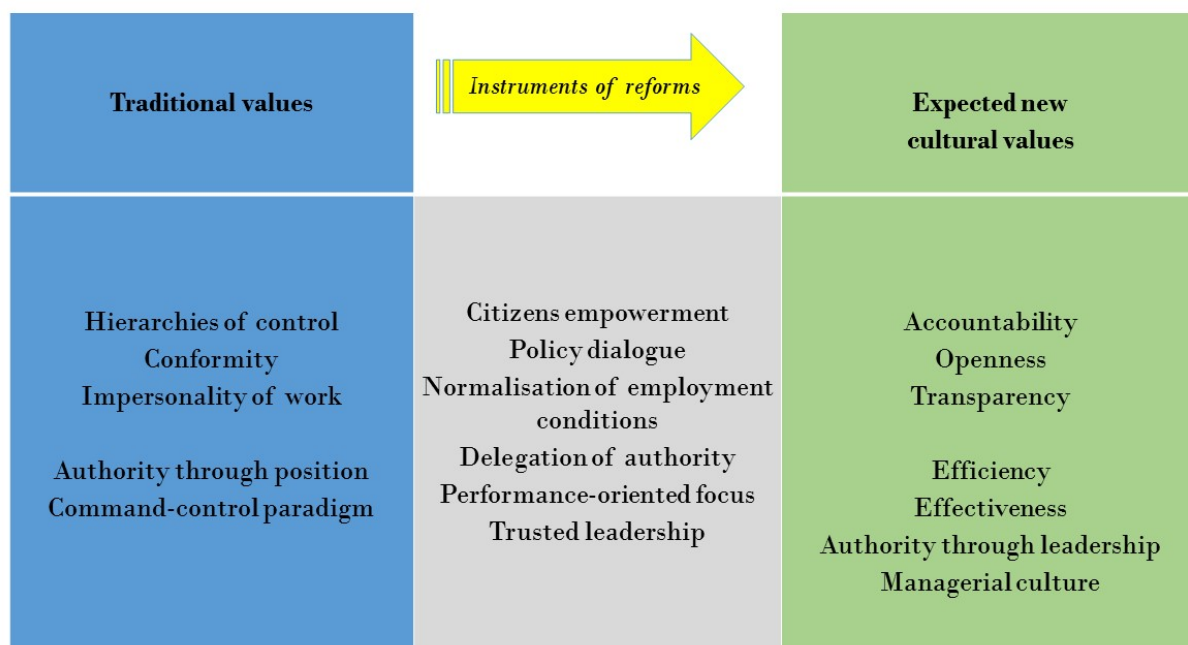 Traditional values
Instruments of reforms
Expected new
cultural values
Hierarchies of control
Conformity
Impersonality of work
Authority through position
Command-control paradigm
Citizens empowerment
Policy dialogue
Normalisation of employment
conditions
Delegation of authority
Performance-oriented focus
Trusted leadership
Accountability
Openness
Transparency
Efficiency
Effectiveness
Authority through leadership
Managerial culture